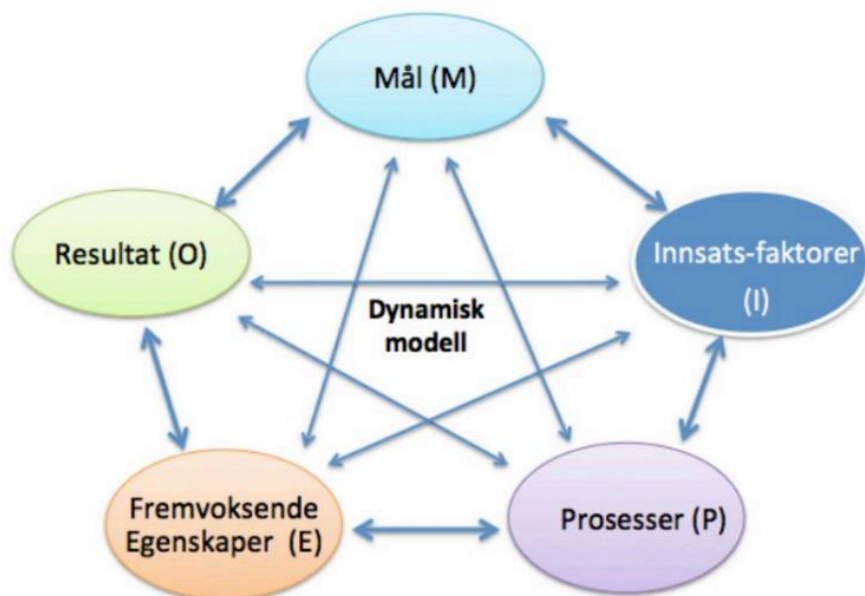 Mål (M)
Resultat (O)
Innsats-faktorer
(I)
Dynamisk
modell
Fremvoksende
Egenskaper (E)
Prosesser (P)